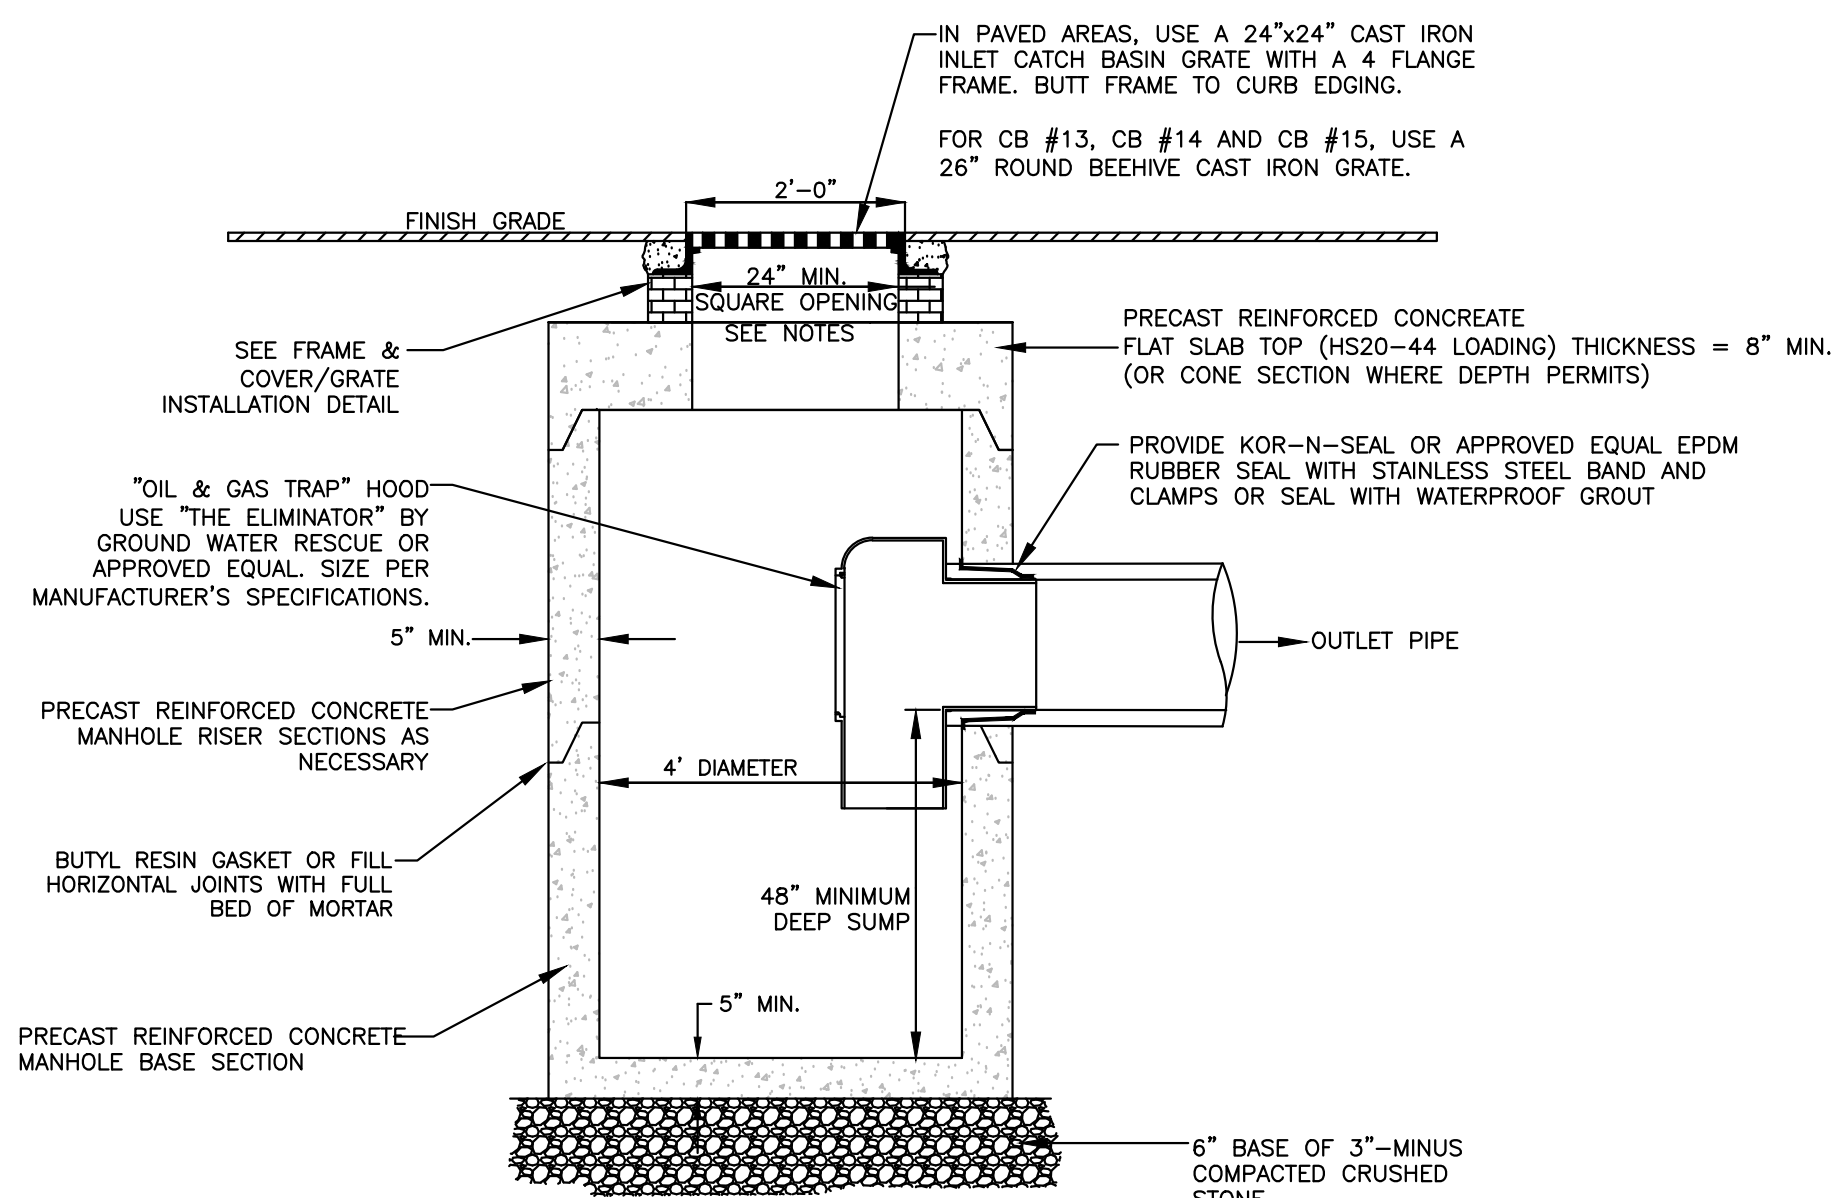 IN PAVED AREAS, USE A 24"x24" CAST IRON
INLET CATCH BASIN GRATE WITH A 4 FLANGE
FRAME. BUTT FRAME TO CURB EDGING.
FOR CB #13, CB #14 AND CB #15, USE A
26" ROUND BEEHIVE CAST IRON GRATE.
2'-0"
FINISH GRADE
24" MIN.
SQUARE OPENING
SEE NOTES
SEE FRAME &
COVER/GRATE
INSTALLATION DETAIL
PRECAST REINFORCED CONCREATE
FLAT SLAB TOP (HS20-44 LOADING) THICKNESS = 8" MIN.
(OR CONE SECTION WHERE DEPTH PERMITS)
PROVIDE KOR-N-SEAL OR APPROVED EQUAL EPDM
RUBBER SEAL WITH STAINLESS STEEL BAND AND
CLAMPS OR SEAL WITH WATERPROOF GROUT
"OIL & GAS TRAP" HOOD
USE "THE ELIMINATOR" BY
GROUND WATER RESCUE OR
APPROVED EQUAL. SIZE PER
MANUFACTURER'S SPECIFICATIONS.
5" MIN.
OUTLET PIPE
PRECAST REINFORCED CONCRETE
MANHOLE RISER SECTIONS AS
NECESSARY
4' DIAMETER
BUTYL RESIN GASKET OR FILL
HORIZONTAL JOINTS WITH FULL
BED OF MORTAR
48" MINIMUM
DEEP SUMP
5" MIN.
PRECAST REINFORCED CONCRETE
MANHOLE BASE SECTION
6" BASE OF 3"-MINUS
COMPACTED CRUSHED
STONE